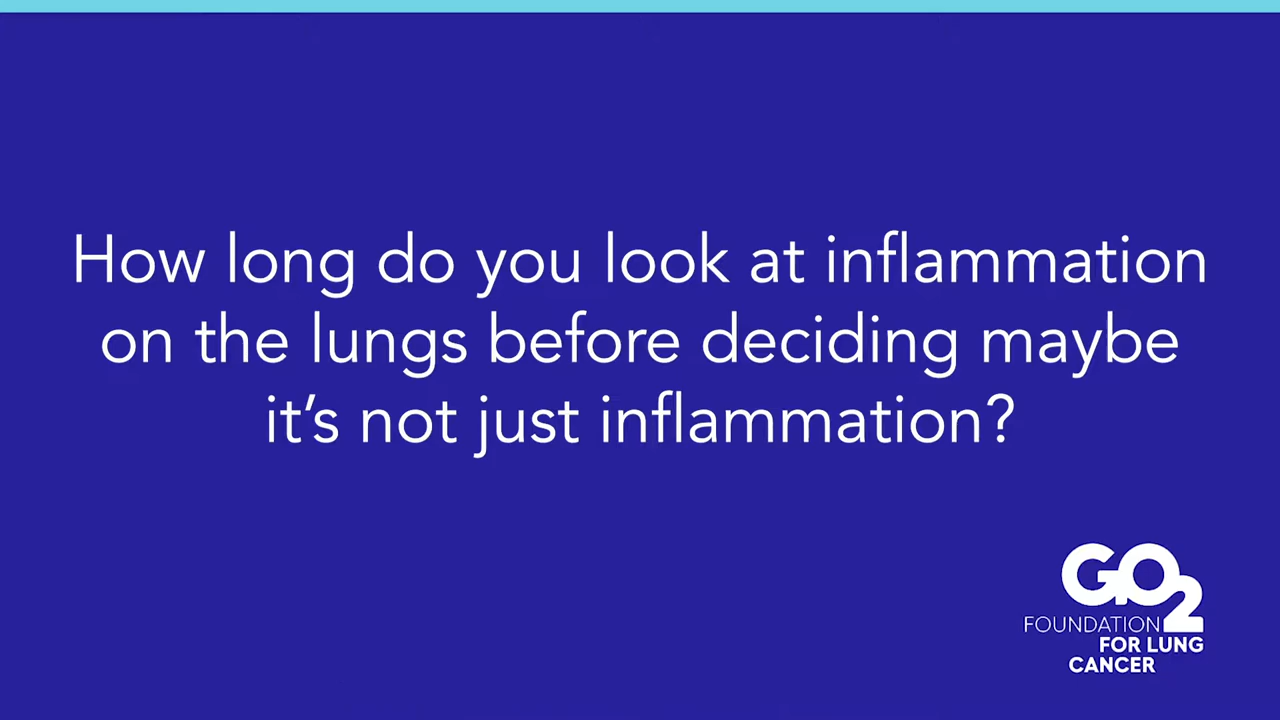 How long do you look at inflammation
on the lungs before deciding maybe
it’s not just inflammation?
GO2
FOUNDATION
FOR LUNG
CANCER